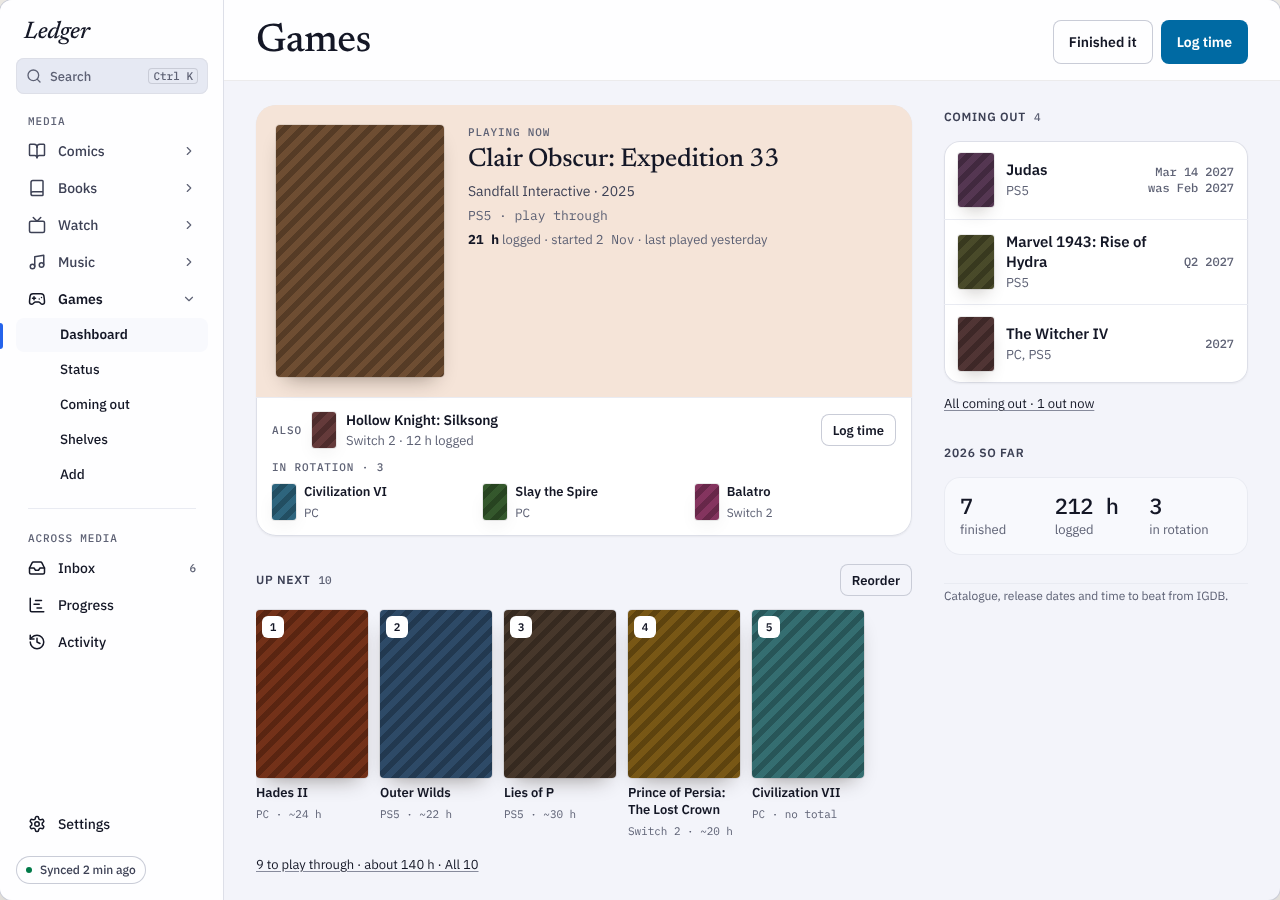 Ledger
Search Ctrl K
MEDIA
Comics
Books
Watch
Music
Games
Dashboard
Status
Coming out
Shelves
Add
ACROSS MEDIA
Inbox 6
Progress
Activity
Settings
Synced 2 min ago
Games
Finished it
Log time
PLAYING NOW
Clair Obscur: Expedition 33
Sandfall Interactive · 2025
PS5 · play through
21 h logged · started 2 Nov · last played yesterday
ALSO
Hollow Knight: Silksong
Switch 2 · 12 h logged
Log time
IN ROTATION · 3
Civilization VI
PC
Slay the Spire
PC
Balatro
Switch 2
UP NEXT 10
Reorder
1
Hades II
PC · ~24 h
2
Outer Wilds
PS5 · ~22 h
3
Lies of P
PS5 · ~30 h
4
Prince of Persia:
The Lost Crown
Switch 2 · ~20 h
5
Civilization VII
PC · no total
9 to play through · about 140 h · All 10
COMING OUT 4
Judas
PS5
Mar 14 2027
was Feb 2027
Marvel 1943: Rise of
Hydra
PS5
Q2 2027
The Witcher IV
PC, PS5
2027
All coming out · 1 out now
2026 SO FAR
7
finished
212 h
logged
3
in rotation
Catalogue, release dates and time to beat from IGDB.